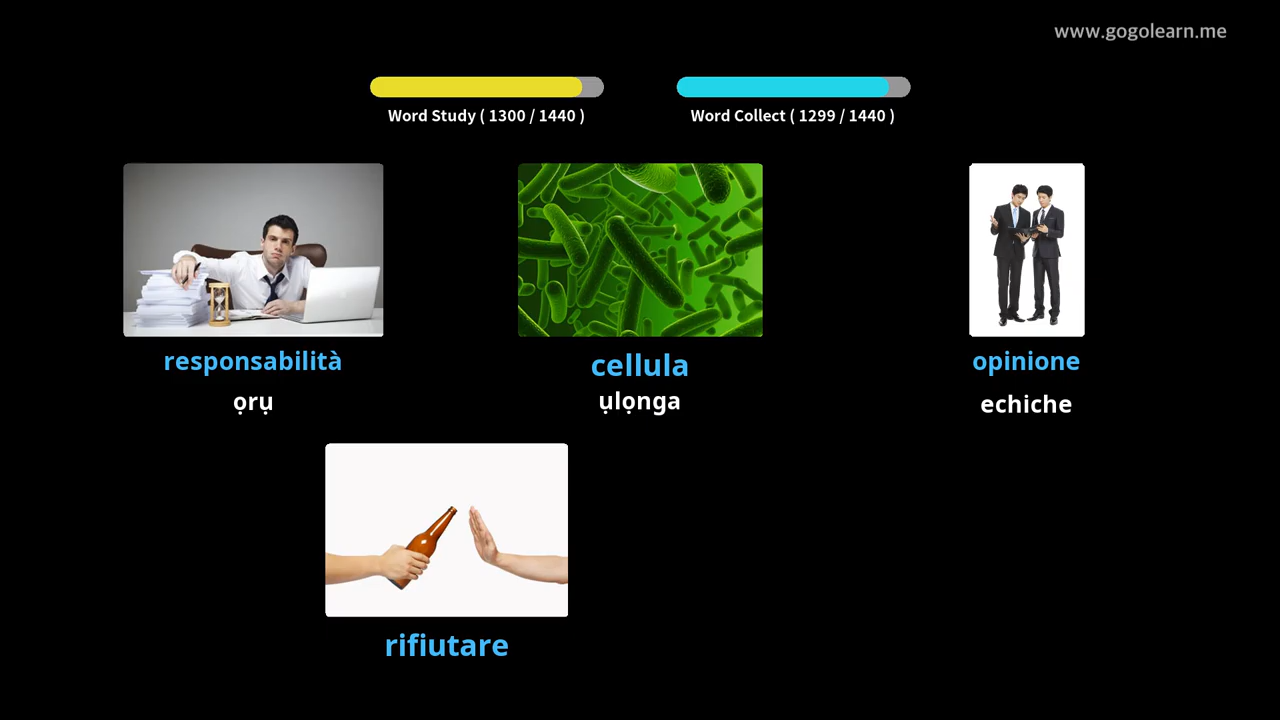 www.gogolearn.me
Word Study ( 1300 / 1440 )
Word Collect ( 1299 / 1440 )
responsabilità
ọrụ
cellula
ụlọnga
opinione
echiche
rifiutare